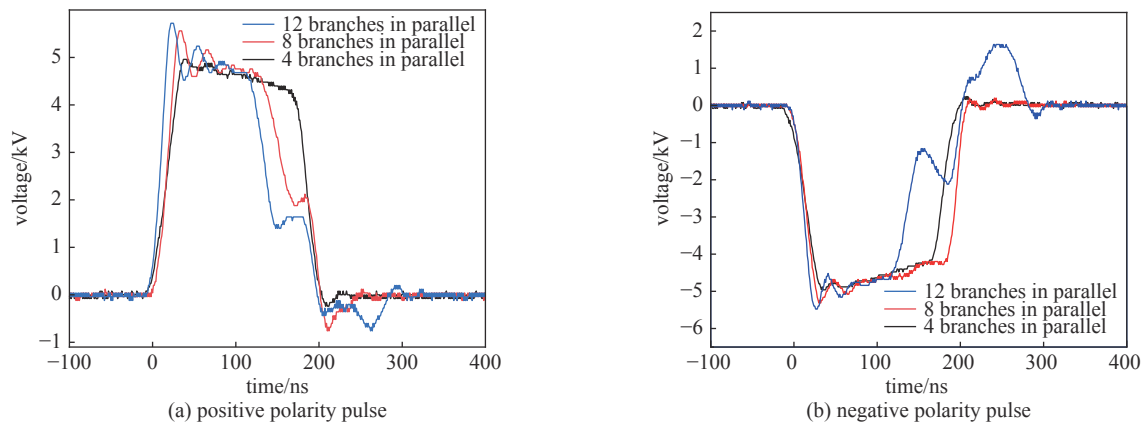 12 branches in parallel
8 branches in parallel
4 branches in parallel
5
4
3
2
1
0
−1
voltage/kV
−100
0
100
200
300
400
time/ns
(a) positive polarity pulse
2
1
0
−1
−2
−3
−4
−5
−6
voltage/kV
12 branches in parallel
8 branches in parallel
4 branches in parallel
−100
0
100
200
300
400
time/ns
(b) negative polarity pulse